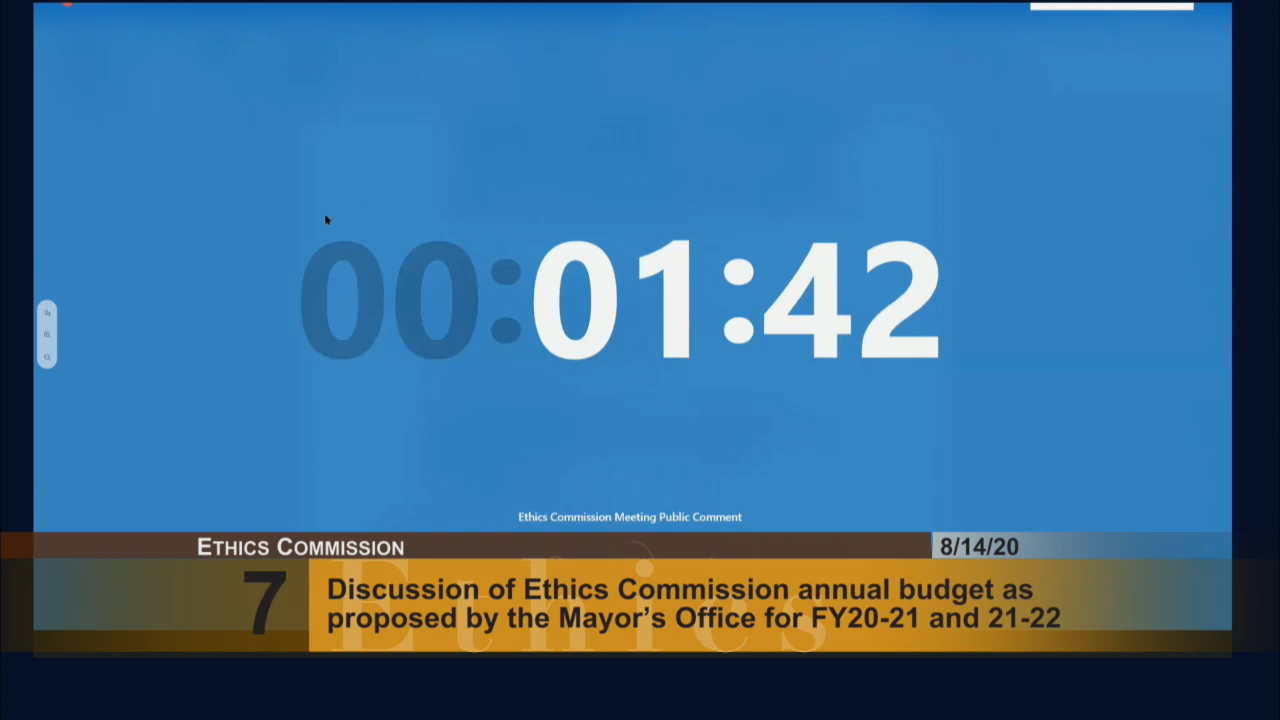 00:01:42
Ethics Commission Meeting Public Comment
ETHICS COMMISSION
8/14/20
7
Discussion of Ethics Commission annual budget as
proposed by the Mayor's Office for FY20-21 and 21-22
Ethics